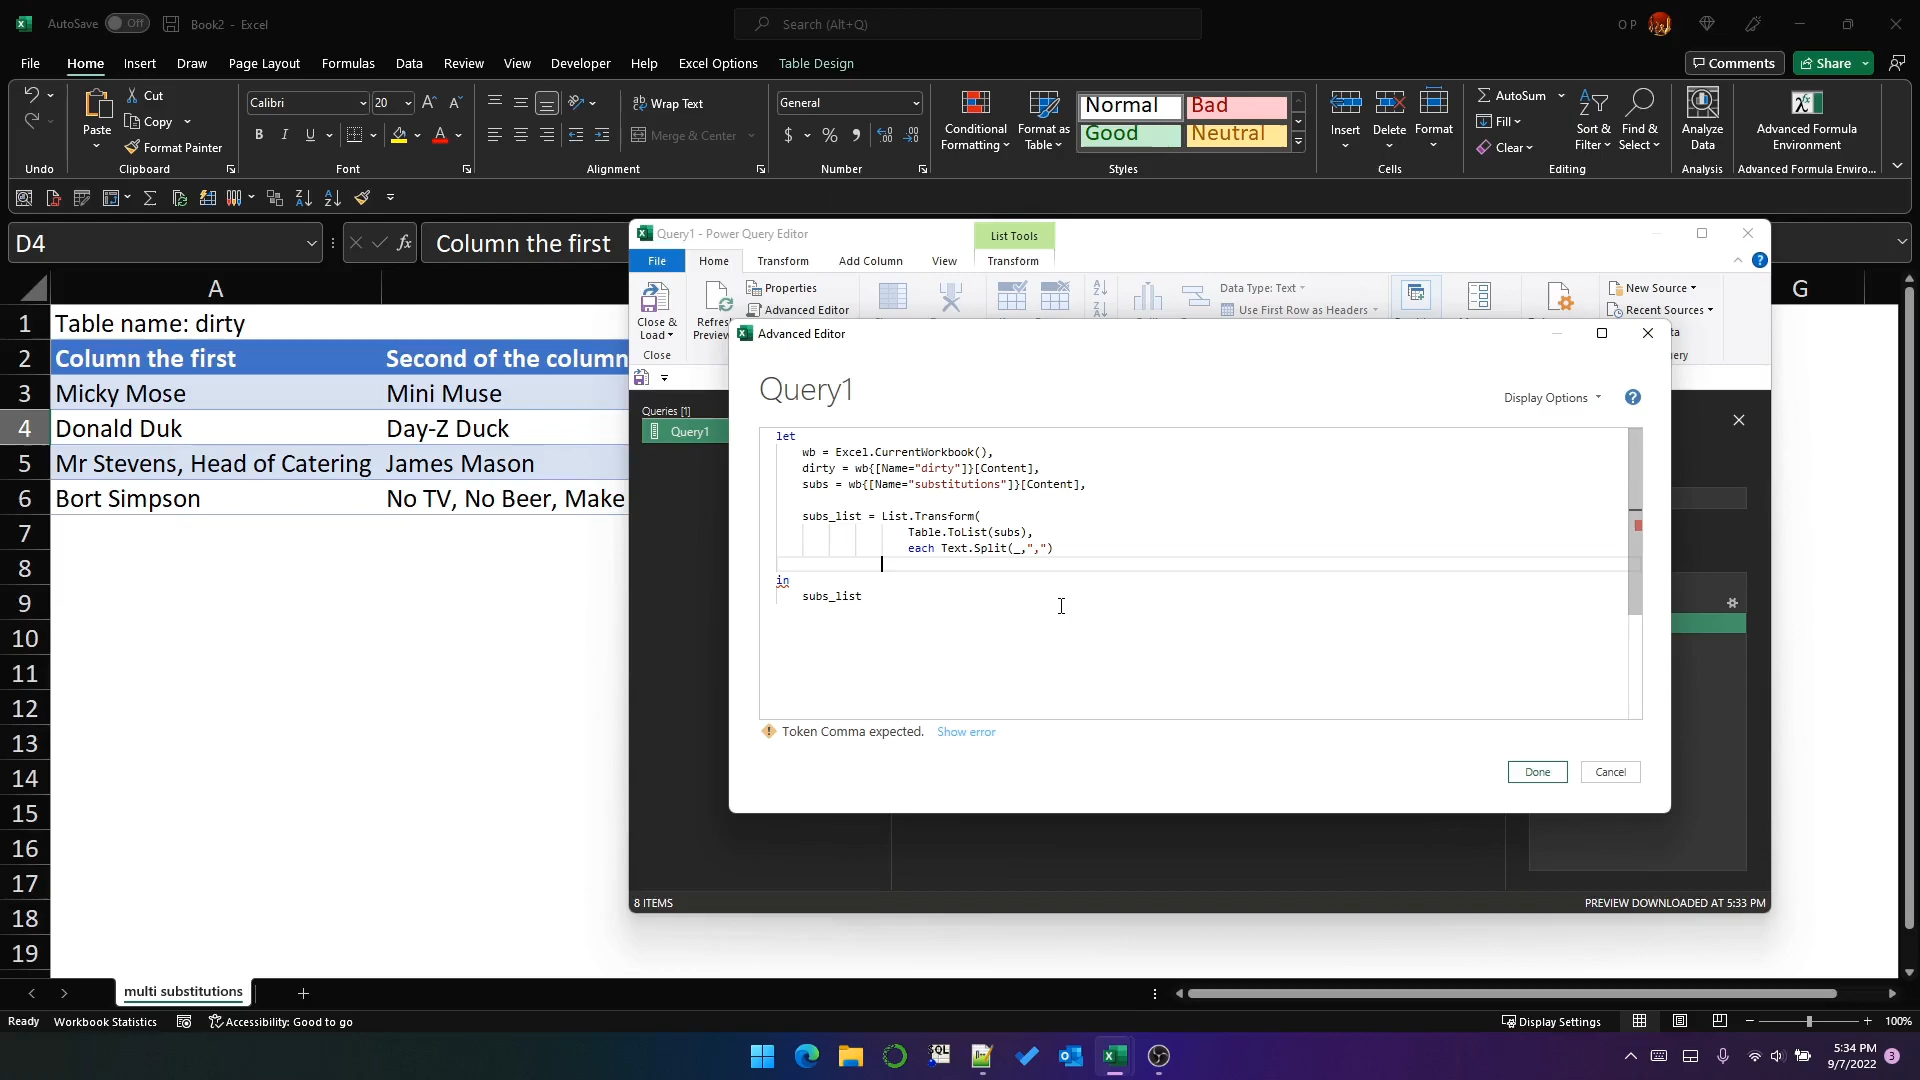 AutoSave Off Book2 - Excel Search (Alt+Q) O P
File Home Insert Draw Page Layout Formulas Data Review View Developer Help Excel Options Table Design Comments Share
Cut Calibri 20 Wrap Text General Normal Bad AutoSum
Paste Copy Conditional Format as Good Neutral Insert Delete Format Fill Sort & Find & Analyze Advanced Formula
Format Painter B I U Merge & Center $ % Formatting Table Clear Filter Select Data Environment
Undo Clipboard Font Alignment Number Styles Cells Editing Analysis Advanced Formula Enviro...
D4 fx Column the first
Query1 - Power Query Editor List Tools
File Home Transform Add Column View Transform
Properties Data Type: Text New Source
Close & Refresh Advanced Editor Use First Row as Headers Recent Sources
Load Preview
Close
A G
1 Table name: dirty
2 Column the first Second of the column
3 Micky Mose Mini Muse
4 Donald Duk Day-Z Duck
5 Mr Stevens, Head of Catering James Mason
6 Bort Simpson No TV, No Beer, Make
7
8
9
10
11
12
13
14
15
16
17
18
19
Queries [1]
Query1
Advanced Editor
Query1
Display Options
let
wb = Excel.CurrentWorkbook(),
dirty = wb{[Name="dirty"]}[Content],
subs = wb{[Name="substitutions"]}[Content],
subs_list = List.Transform(
Table.ToList(subs),
each Text.Split(_,",")
in
subs_list
Token Comma expected. Show error
Done Cancel
8 ITEMS PREVIEW DOWNLOADED AT 5:33 PM
multi substitutions
Ready Workbook Statistics Accessibility: Good to go Display Settings 100%
SQL
5:34 PM
9/7/2022 3